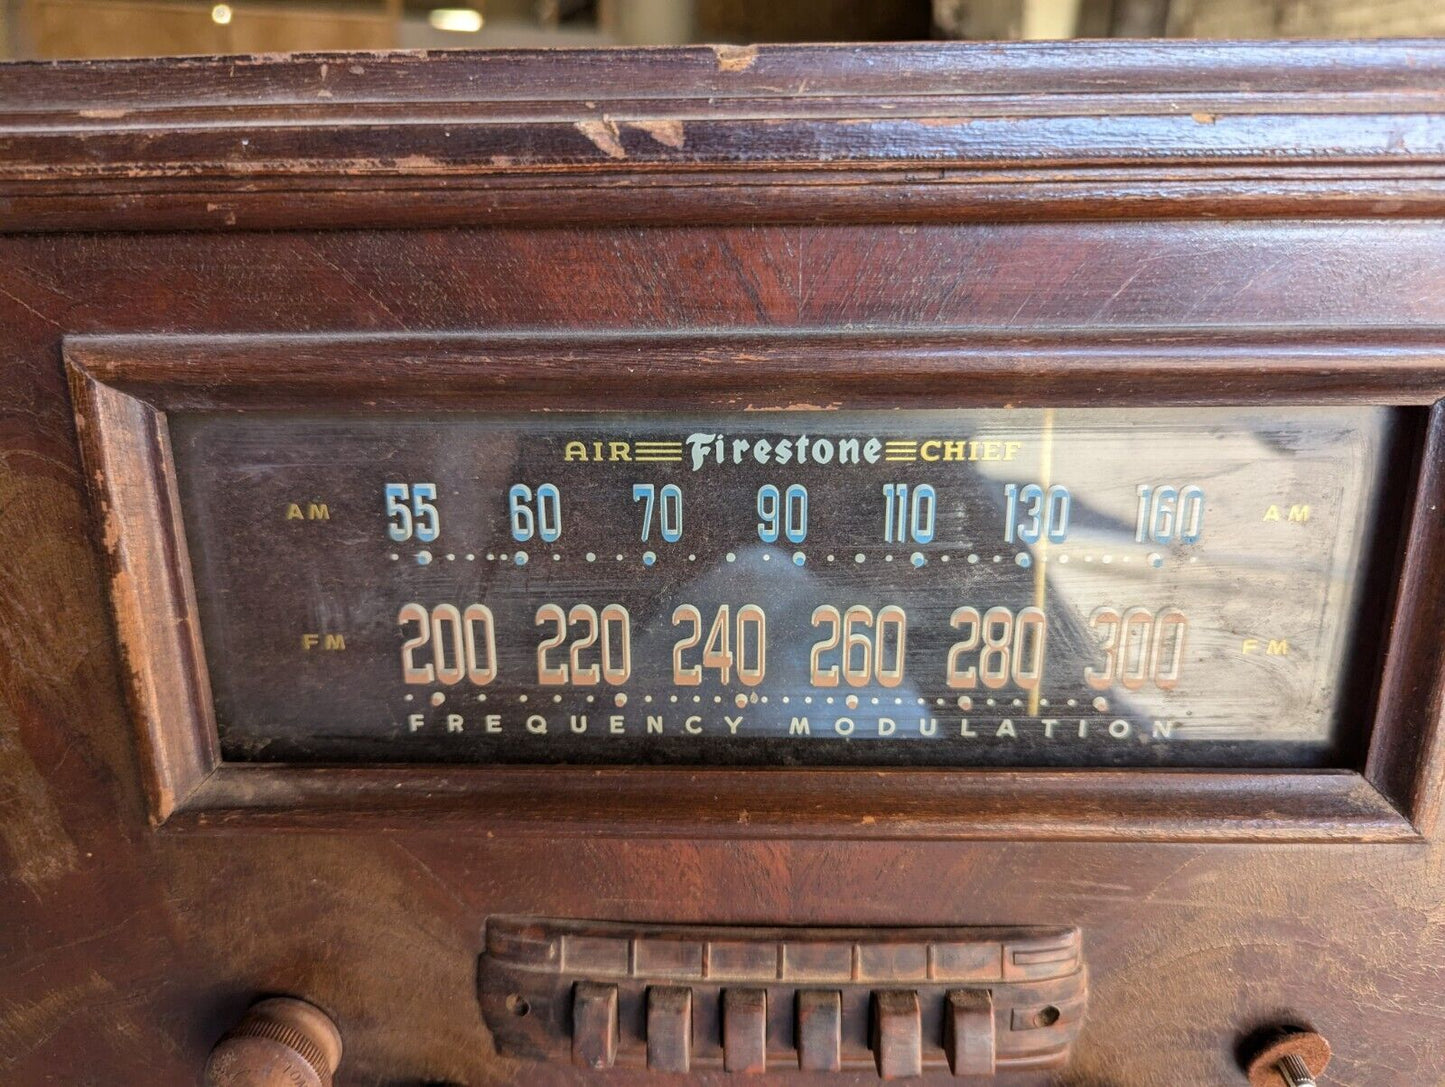 AIR Firestone CHIEF
AM 55 60 70 90 110 130 160 AM
FM 200 220 240 260 280 300 FM
FREQUENCY MODULATION